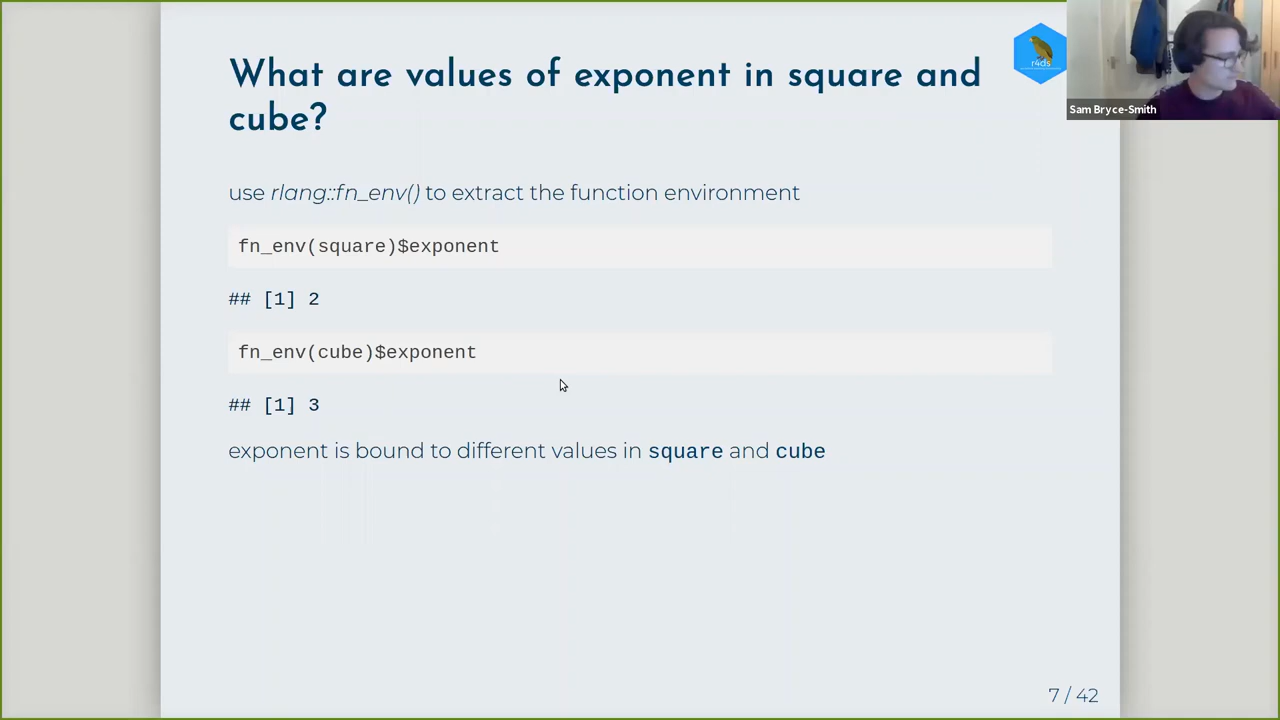 What are values of exponent in square and
cube?
r4ds
Sam Bryce-Smith
use rlang::fn_env() to extract the function environment
fn_env(square)$exponent
## [1] 2
fn_env(cube)$exponent
## [1] 3
exponent is bound to different values in square and cube
7 / 42